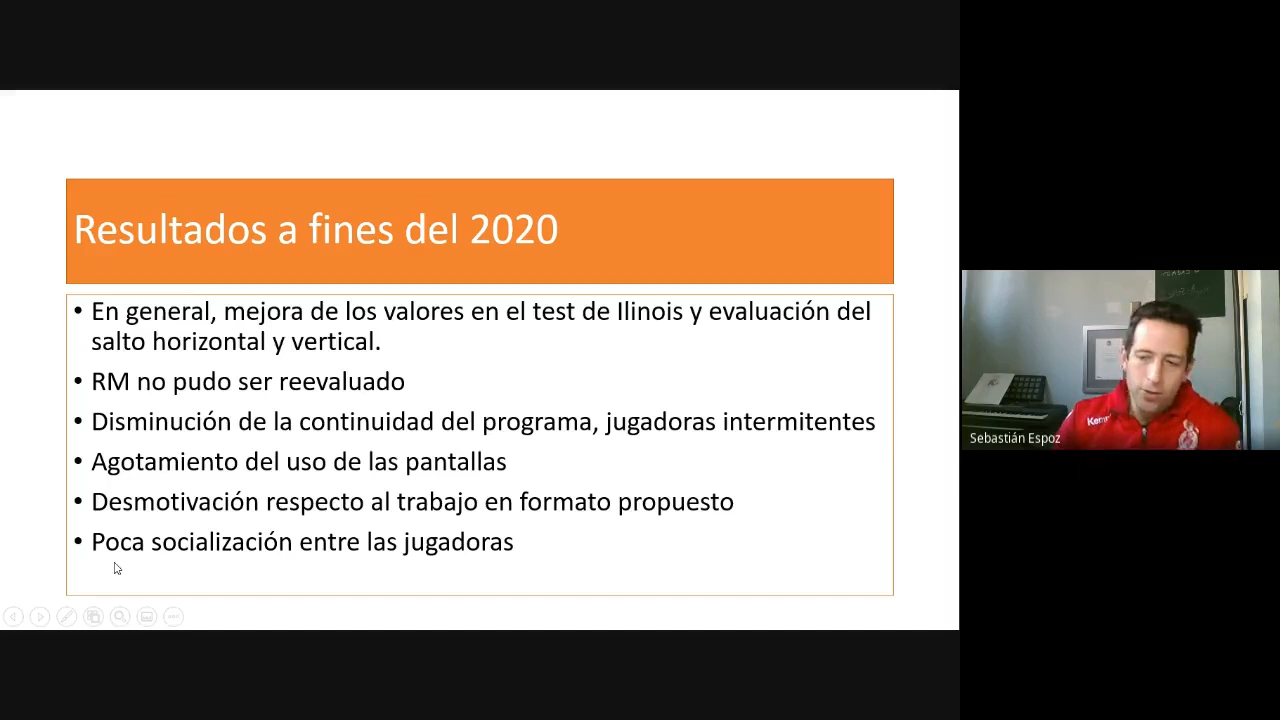 Resultados a fines del 2020
• En general, mejora de los valores en el test de Ilinois y evaluación del
salto horizontal y vertical.
• RM no pudo ser reevaluado
• Disminución de la continuidad del programa, jugadoras intermitentes
• Agotamiento del uso de las pantallas
• Desmotivación respecto al trabajo en formato propuesto
• Poca socialización entre las jugadoras
Sebastián Espoz